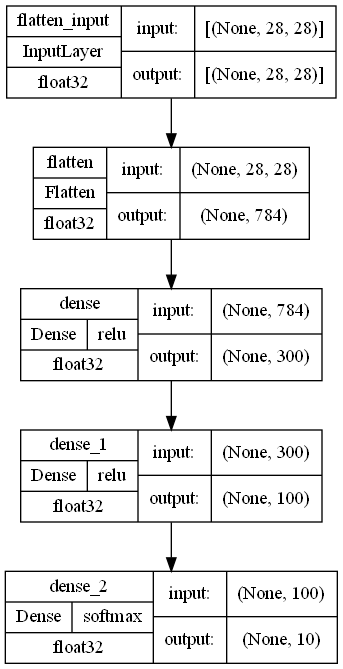 flatten_input
InputLayer
float32
input:
[(None, 28, 28)]
output:
[(None, 28, 28)]
flatten
Flatten
float32
input:
(None, 28, 28)
output:
(None, 784)
dense
Dense relu
float32
input:
(None, 784)
output:
(None, 300)
dense_1
Dense relu
float32
input:
(None, 300)
output:
(None, 100)
dense_2
Dense softmax
float32
input:
(None, 100)
output:
(None, 10)